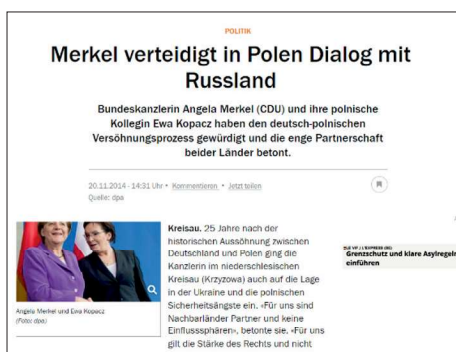 POLITIK
Merkel verteidigt in Polen Dialog mit
Russland
Bundeskanzlerin Angela Merkel (CDU) und ihre polnische
Kollegin Ewa Kopacz haben den deutsch-polnischen
Versöhnungsprozess gewürdigt und die enge Partnerschaft
beider Länder betont.
20.11.2014 - 14:31 Uhr • Kommentieren • Jetzt teilen
Quelle: dpa
Angela Merkel und Ewa Kopacz
(Foto: dpa)
Kreisau. 25 Jahre nach der
historischen Aussöhnung zwischen
Deutschland und Polen ging die
Kanzlerin im niederschlesischen
Kreisau (Krzyzowa) auch auf die Lage
in der Ukraine und die polnischen
Sicherheitsängste ein. «Für uns sind
Nachbarländer Partner und keine
Einflusssphären», betonte sie. «Für uns
gilt die Stärke des Rechts und nicht
Grenzschutz und klare Asylregeln
einführen